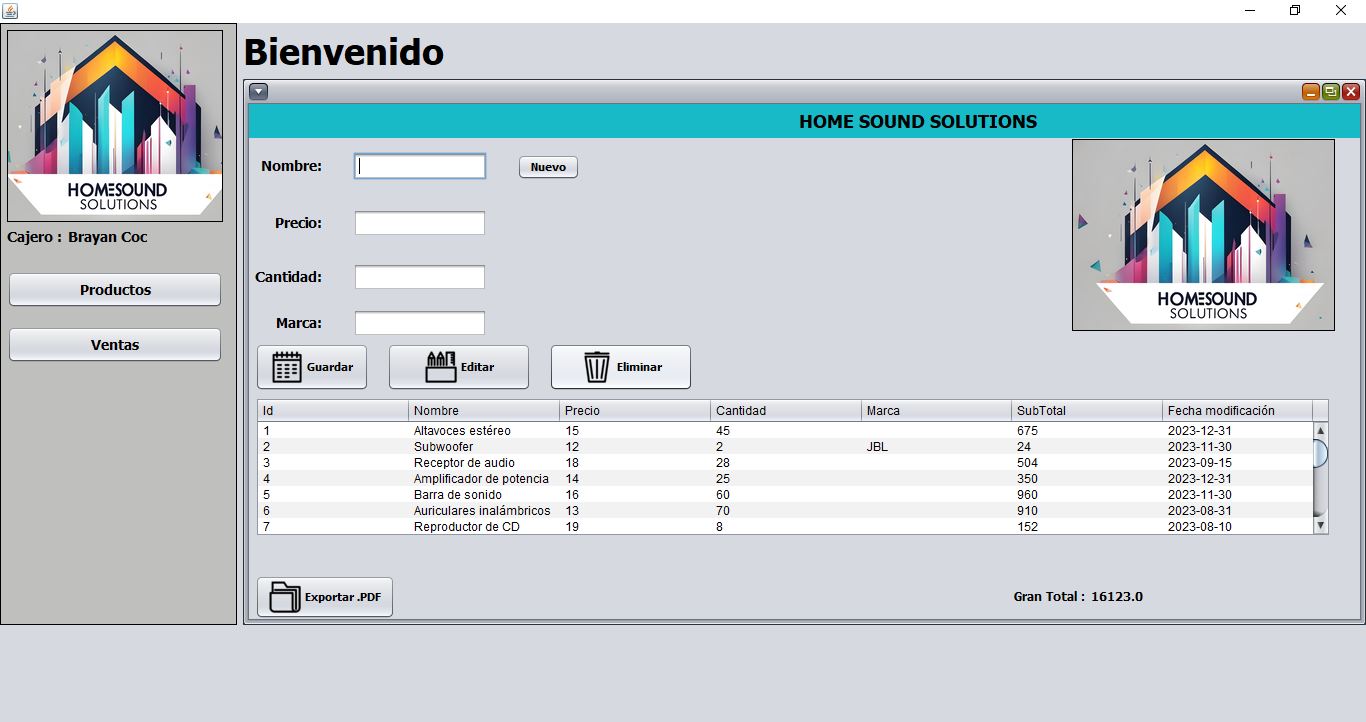 HOMESOUND
SOLUTIONS
Cajero : Brayan Coc
Productos
Ventas
Bienvenido
HOME SOUND SOLUTIONS
Nombre:
Nuevo
Precio:
Cantidad:
Marca:
HOMESOUND
SOLUTIONS
Guardar Editar Eliminar
Id Nombre Precio Cantidad Marca SubTotal Fecha modificación
1 Altavoces estéreo 15 45 675 2023-12-31
2 Subwoofer 12 2 JBL 24 2023-11-30
3 Receptor de audio 18 28 504 2023-09-15
4 Amplificador de potencia 14 25 350 2023-12-31
5 Barra de sonido 16 60 960 2023-11-30
6 Auriculares inalámbricos 13 70 910 2023-08-31
7 Reproductor de CD 19 8 152 2023-08-10
Exportar .PDF
Gran Total : 16123.0